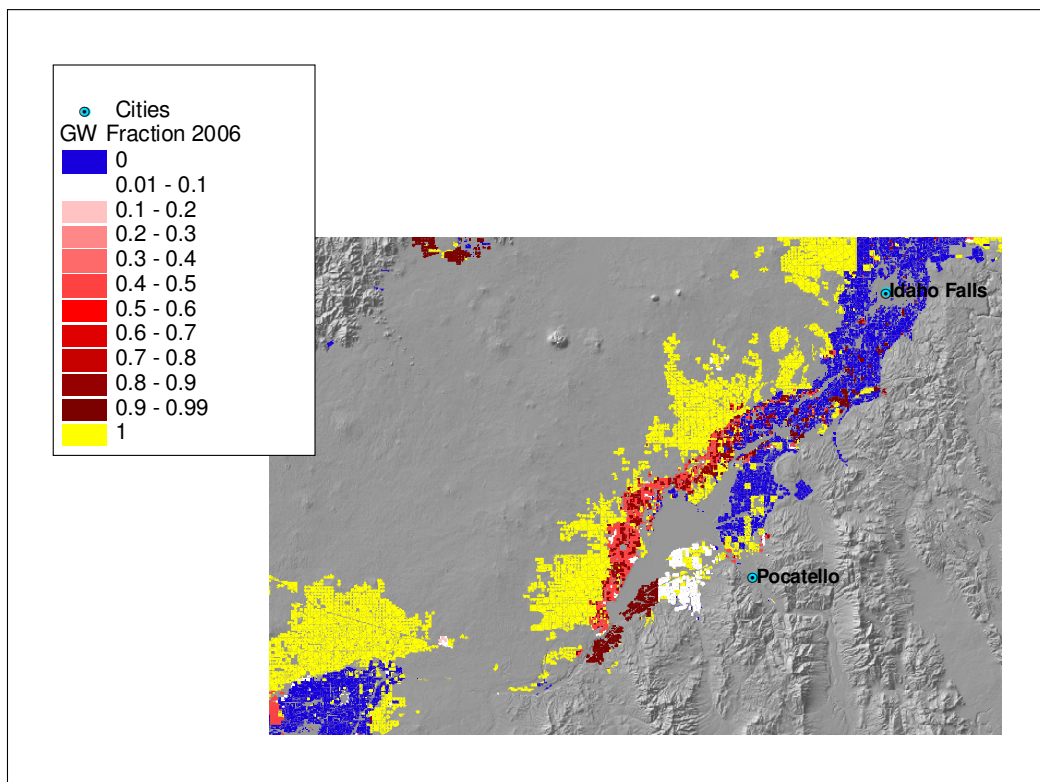 Cities
GW Fraction 2006
0
0.01 - 0.1
0.1 - 0.2
0.2 - 0.3
0.3 - 0.4
0.4 - 0.5
0.5 - 0.6
0.6 - 0.7
0.7 - 0.8
0.8 - 0.9
0.9 - 0.99
1
Idaho Falls
Pocatello